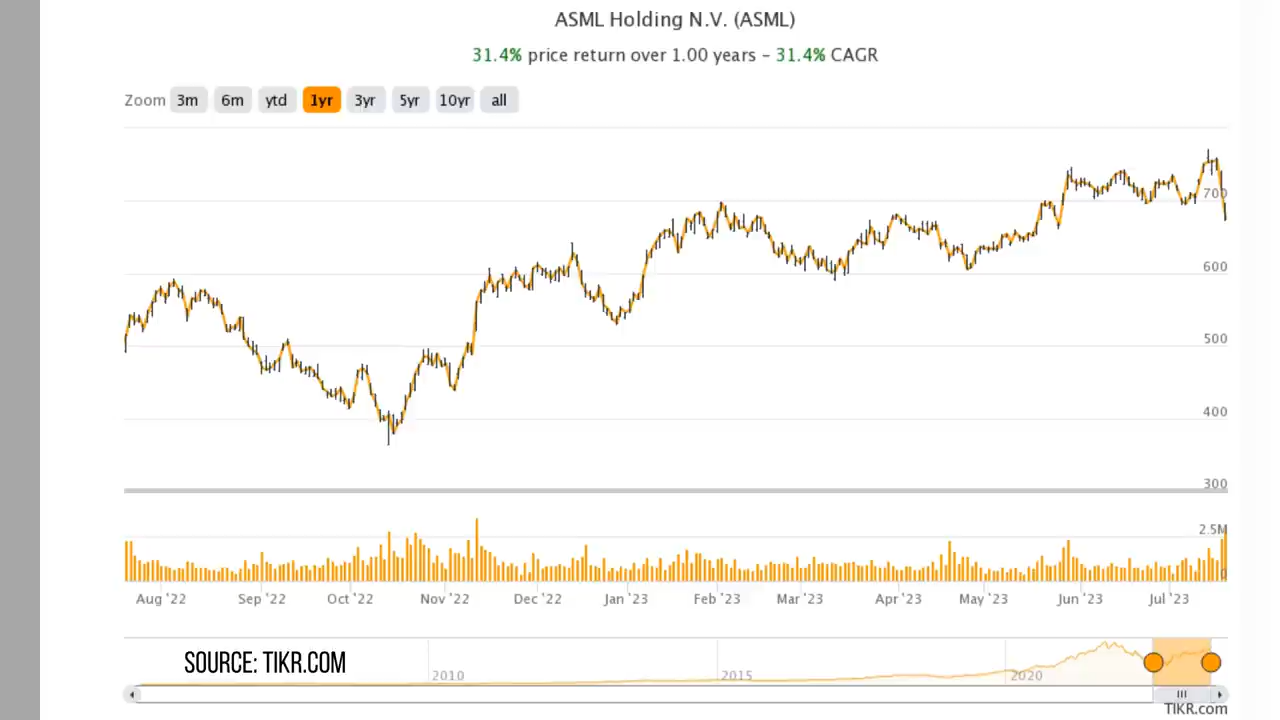 ASML Holding N.V. (ASML)
31.4% price return over 1.00 years – 31.4% CAGR
Zoom 3m 6m ytd 1yr 3yr 5yr 10yr all
700
600
500
400
300
2.5M
0
Aug '22 Sep '22 Oct '22 Nov '22 Dec '22 Jan '23 Feb '23 Mar '23 Apr '23 May '23 Jun '23 Jul '23
SOURCE: TIKR.COM
2010 2015 2020
TIKR.com